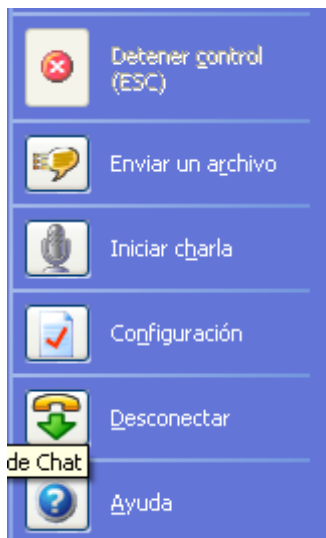 Detener control
(ESC)
Enviar un archivo
Iniciar charla
Configuración
Desconectar
de Chat
Ayuda